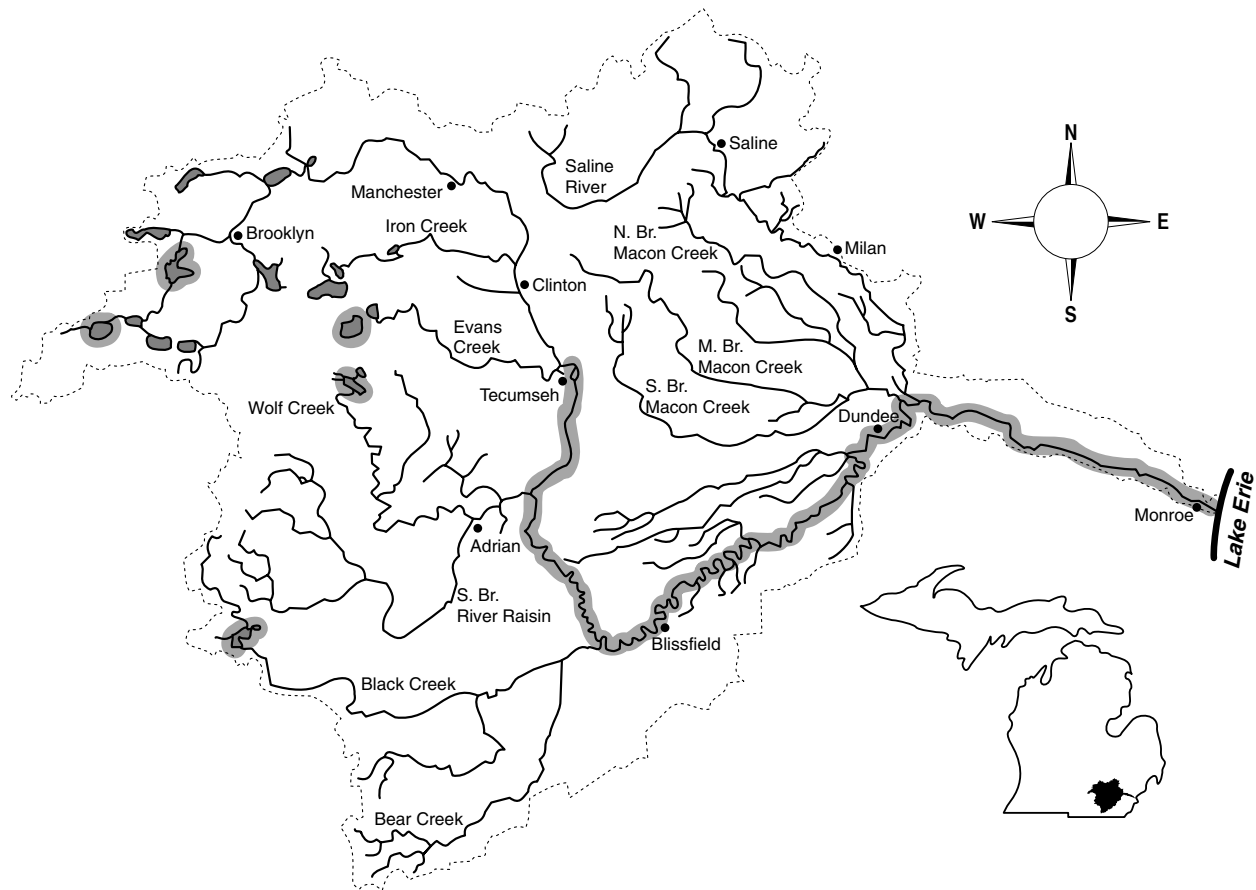 N
W
E
S
Saline
Saline
River
Manchester
Iron Creek
Brooklyn
N. Br.
Macon Creek
Milan
Clinton
Evans
Creek
M. Br.
Macon Creek
Tecumseh
S. Br.
Macon Creek
Wolf Creek
Dundee
Monroe
Lake Erie
Adrian
S. Br.
River Raisin
Blissfield
Black Creek
Bear Creek